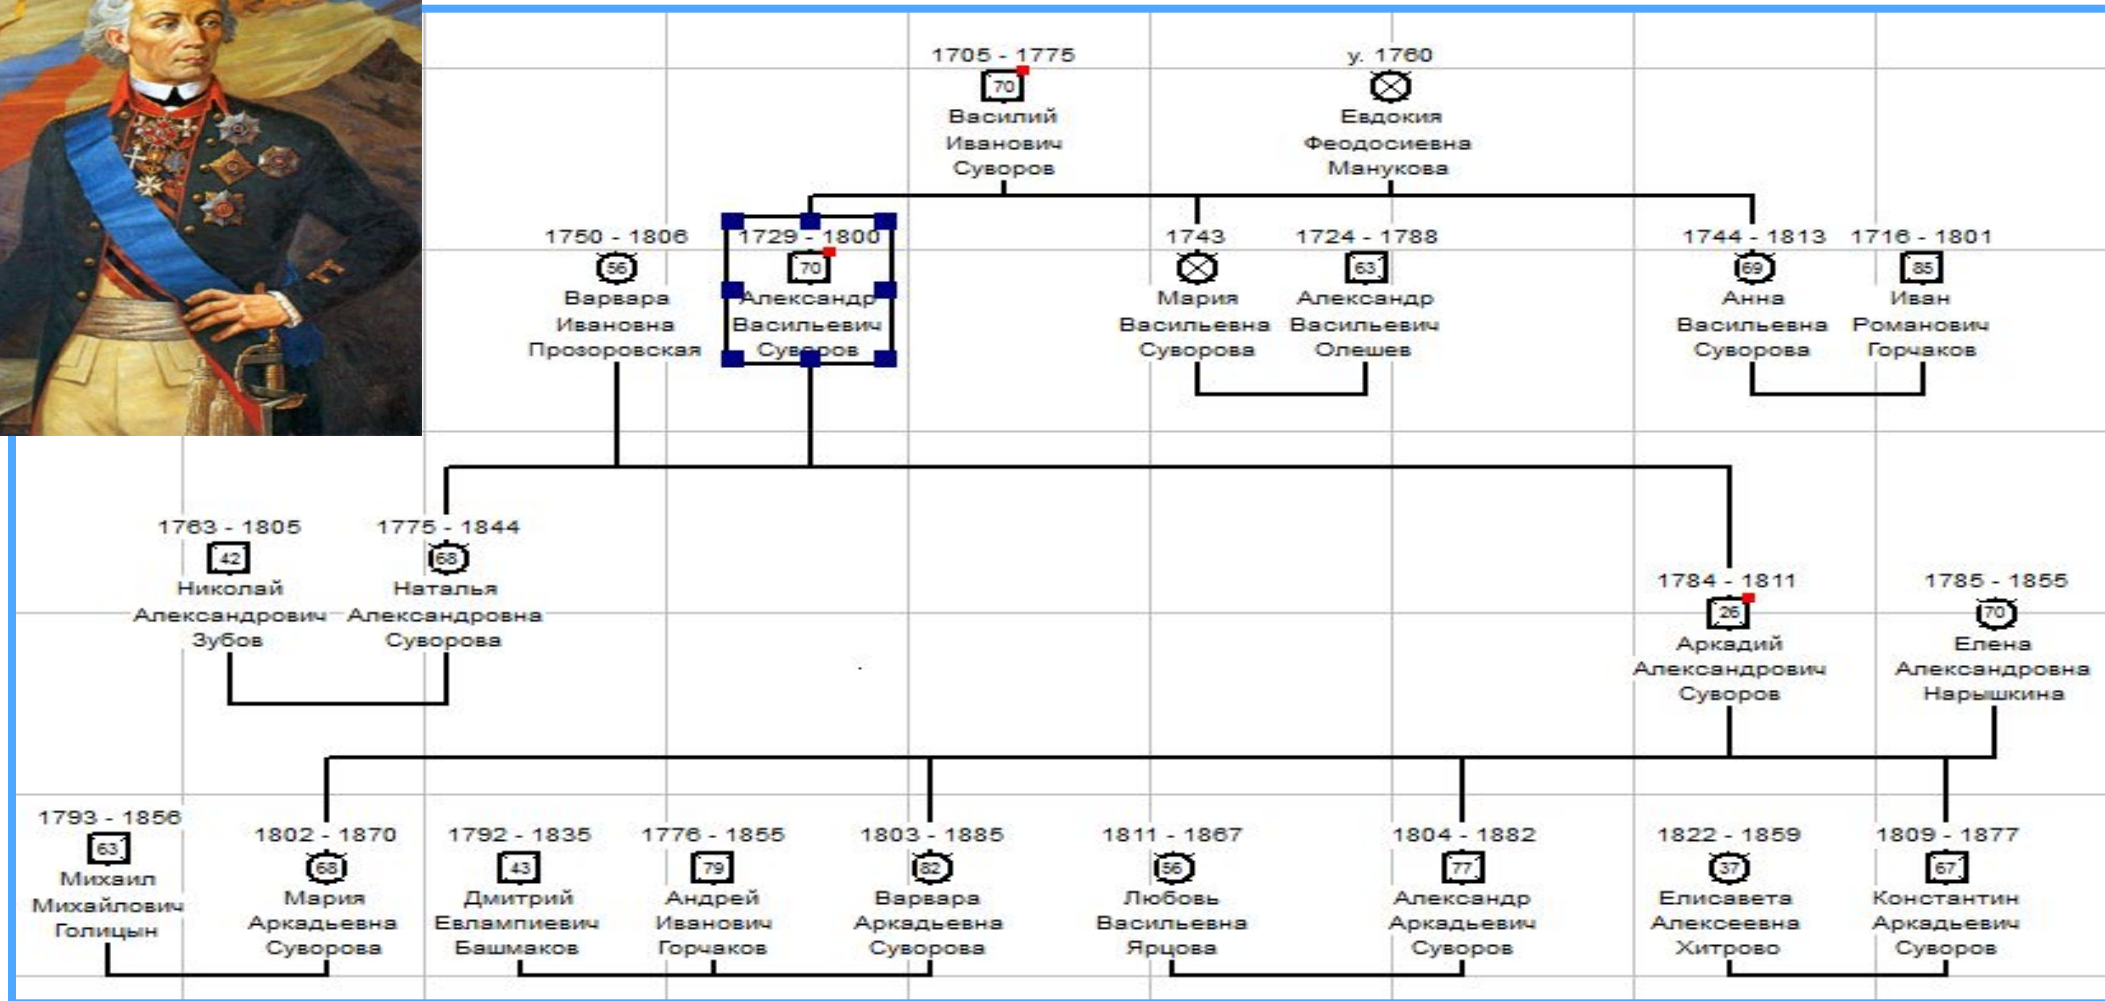 1705 - 1775
70
Василий
Иванович
Суворов
у. 1760
Евдокия
Феодосиевна
Манукова
1750 - 1806
56
Варвара
Ивановна
Прозоровская
1729 - 1800
70
Александр
Васильевич
Суворов
1743
Мария
Васильевна
Суворова
1724 - 1788
63
Александр
Васильевич
Олешев
1744 - 1813
69
Анна
Васильевна
Суворова
1716 - 1801
85
Иван
Романович
Горчаков
1763 - 1805
42
Николай
Александрович
Зубов
1775 - 1844
68
Наталья
Александровна
Суворова
1784 - 1811
26
Аркадий
Александрович
Суворов
1785 - 1855
70
Елена
Александровна
Нарышкина
1793 - 1856
63
Михаил
Михайлович
Голицын
1802 - 1870
68
Мария
Аркадьевна
Суворова
1792 - 1835
43
Дмитрий
Евлампиевич
Башмаков
1776 - 1855
79
Андрей
Иванович
Горчаков
1803 - 1885
82
Варвара
Аркадьевна
Суворова
1811 - 1867
56
Любовь
Васильевна
Ярцова
1804 - 1882
77
Александр
Аркадьевич
Суворов
1822 - 1859
37
Елисавета
Алексеевна
Хитрово
1809 - 1877
67
Константин
Аркадьевич
Суворов